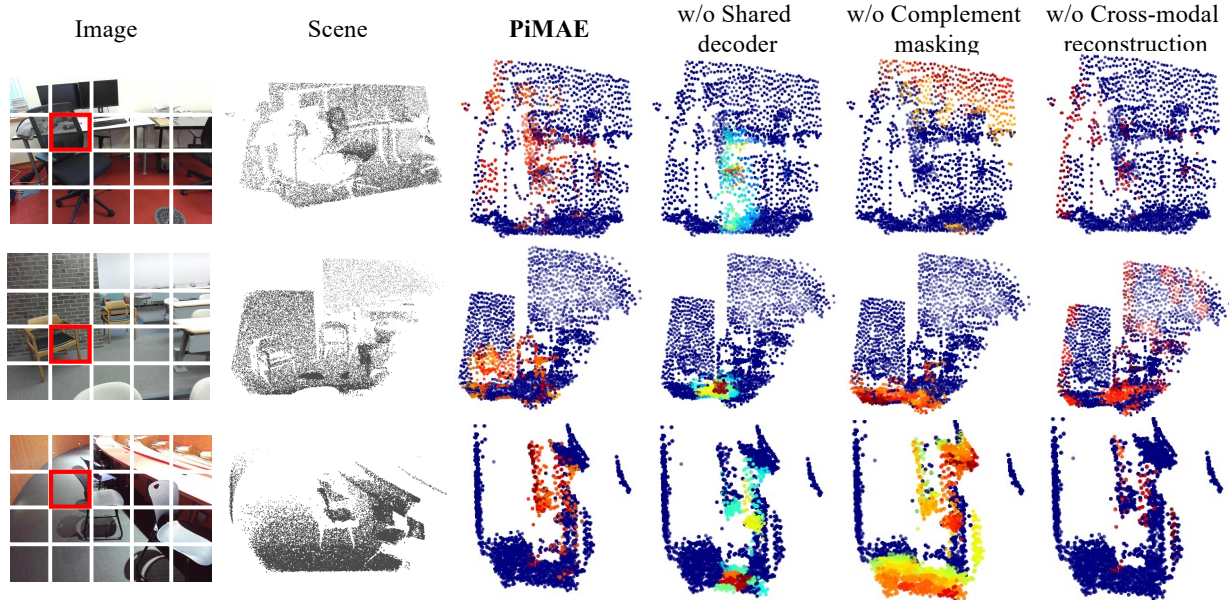 Image
Scene
PiMAE
w/o Shared
decoder
w/o Complement
masking
w/o Cross-modal
reconstruction